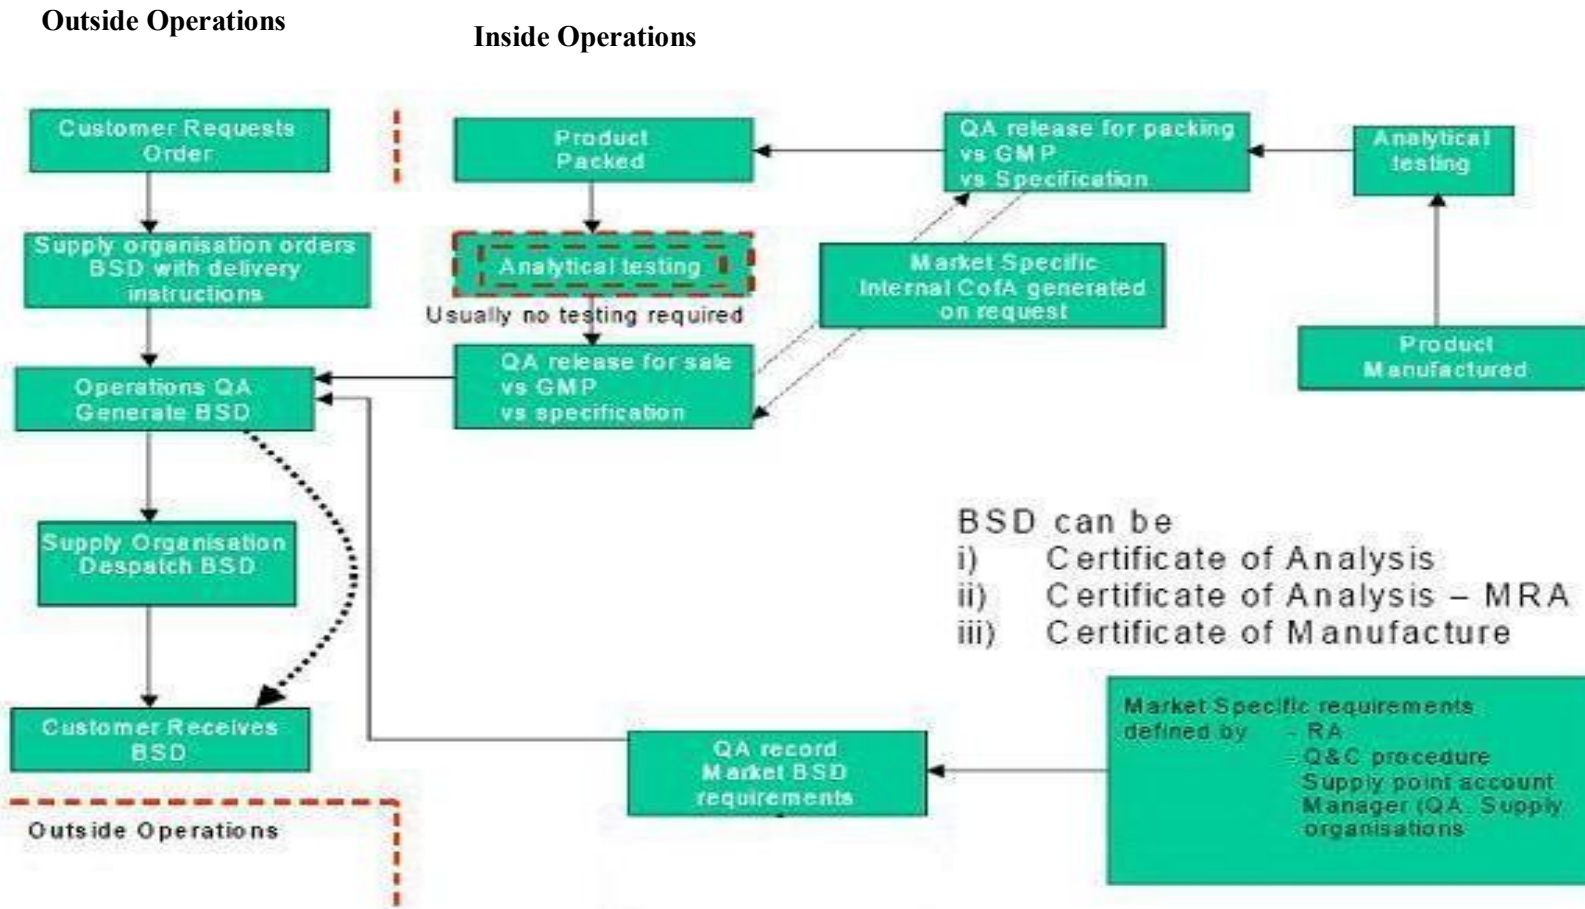 Outside Operations
Inside Operations
Customer Requests
Order
Product
Packed
QA release for packing
vs GMP
vs Specification
Analytical
testing
Supply organisation orders
BSD with delivery
instructions
Analytical testing
Usually no testing required
Market Specific
Internal CofA generated
on request
Product
Manufactured
Operations QA
Generate BSD
QA release for sale
vs GMP
vs specification
Supply Organisation
Despatch BSD
BSD can be
i) Certificate of Analysis
ii) Certificate of Analysis – MRA
iii) Certificate of Manufacture
Customer Receives
BSD
QA record
Market BSD
requirements
Market Specific requirements
defined by - RA
- Q&C procedure
Supply point account
Manager (QA Supply
organisations
Outside Operations